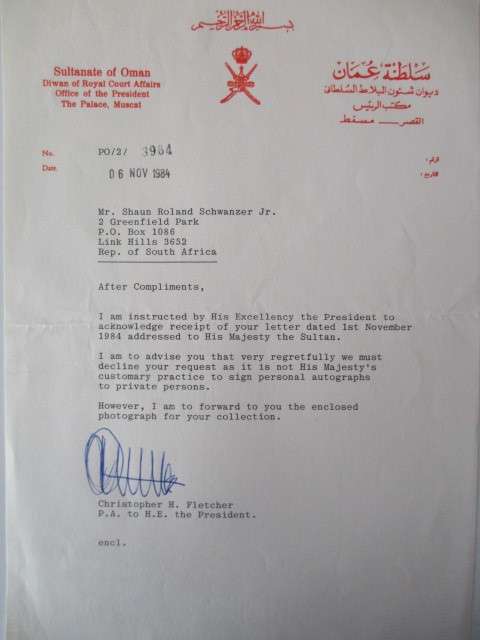 بسم الله الرحمن الرحيم
Sultanate of Oman
Diwan of Royal Court Affairs
Office of the President
The Palace, Muscat
سلطنة عمان
ديوان شئون البلاط السلطاني
مكتب الرئيس
القصر — مسقط
No. PO/2/ 3984
الرقم :
Date. 06 NOV 1984
التاريخ :
Mr. Shaun Roland Schwanzer Jr.
2 Greenfield Park
P.O. Box 1086
Link Hills 3652
Rep. of South Africa
After Compliments,
I am instructed by His Excellency the President to
acknowledge receipt of your letter dated 1st November
1984 addressed to His Majesty the Sultan.
I am to advise you that very regretfully we must
decline your request as it is not His Majesty's
customary practice to sign personal autographs
to private persons.
However, I am to forward to you the enclosed
photograph for your collection.
Christopher H. Fletcher
P.A. to H.E. the President.
encl.